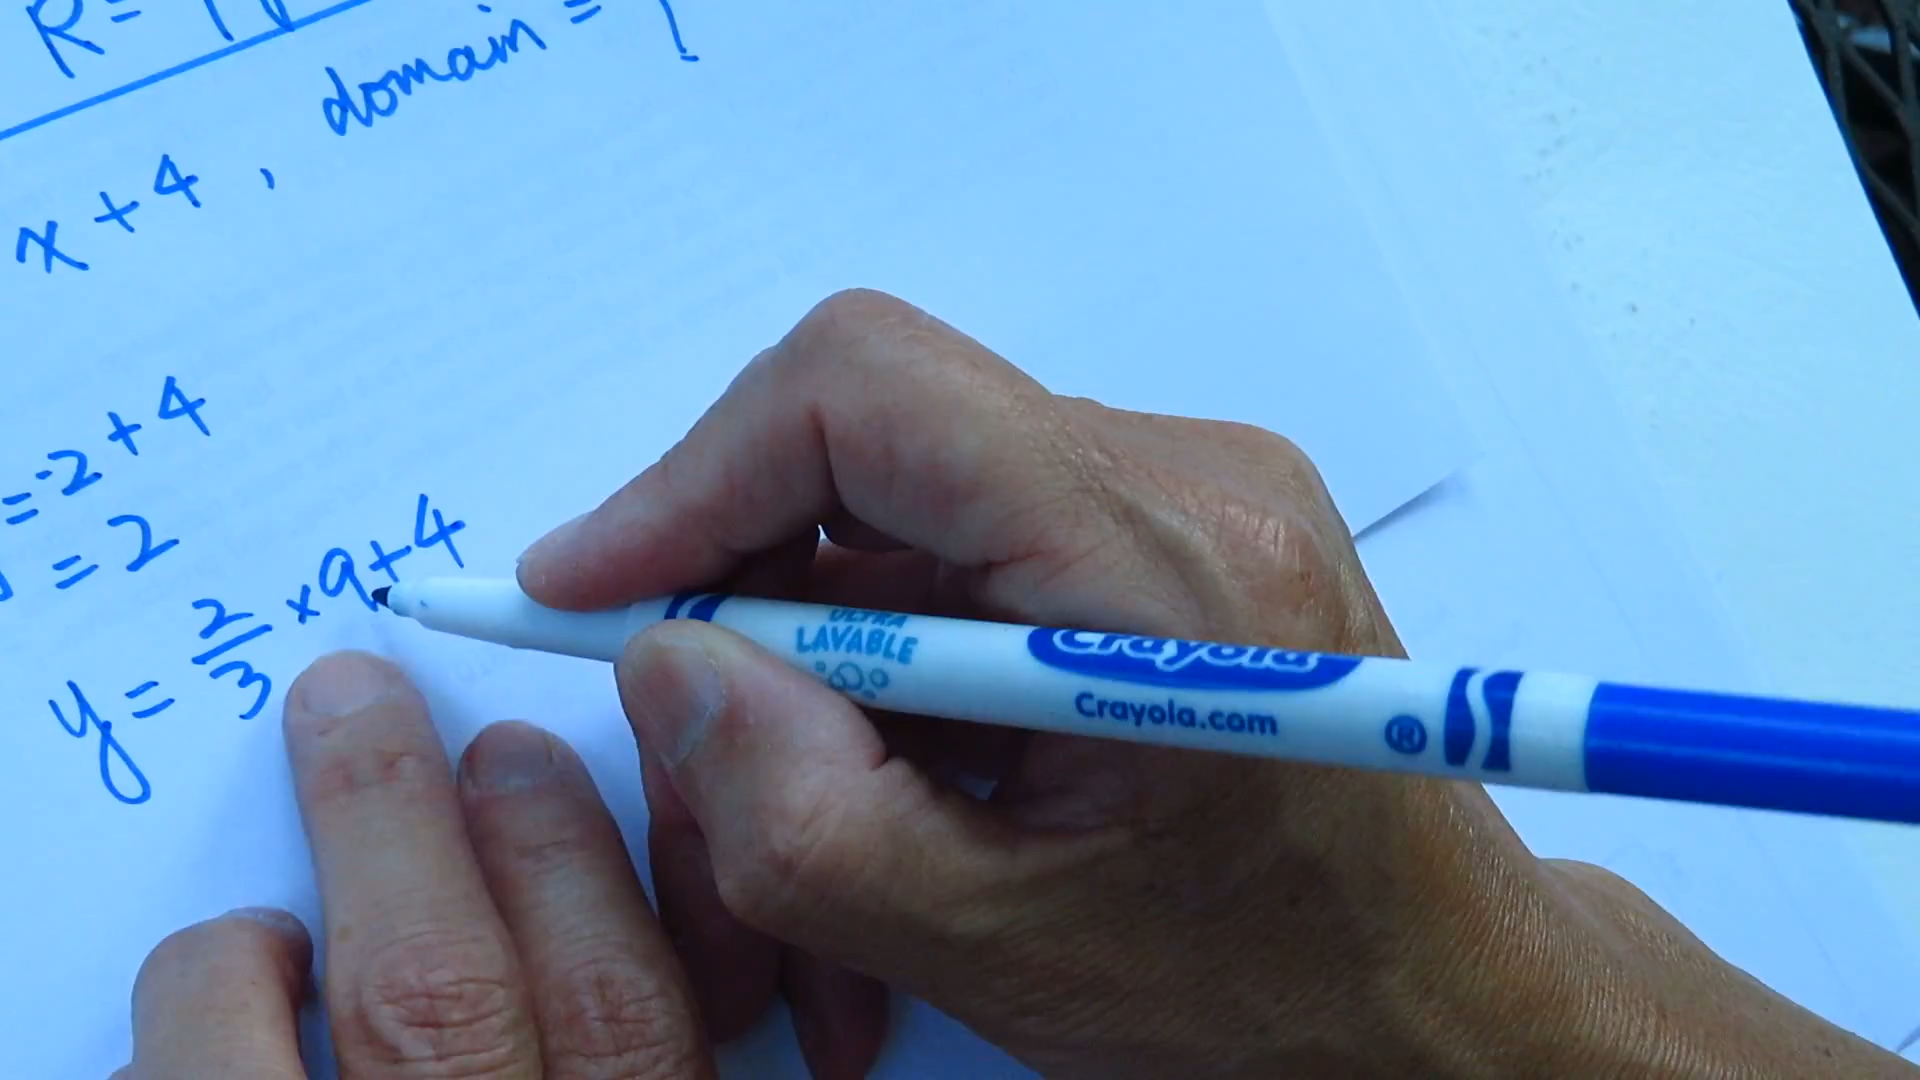 R=
x+4, domain=?
=-2+4
=2
y=2/3×9+4
ULTRA
LAVABLE
Crayola
Crayola.com ®